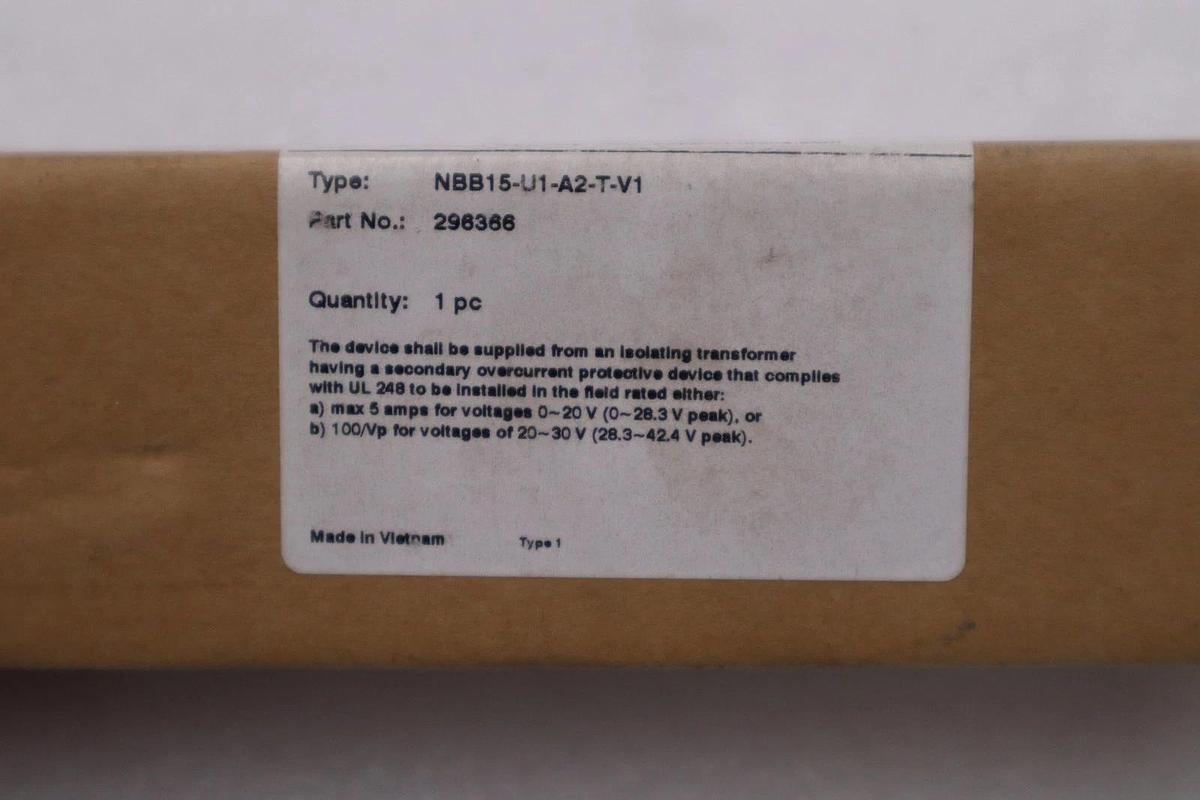 Type: NBB15-U1-A2-T-V1
Part No.: 296366
Quantity: 1 pc
The device shall be supplied from an isolating transformer
having a secondary overcurrent protective device that complies
with UL 248 to be installed in the field rated either:
a) max 5 amps for voltages 0~20 V (0~28.3 V peak), or
b) 100/Vp for voltages of 20~30 V (28.3~42.4 V peak).
Made in Vietnam Type 1